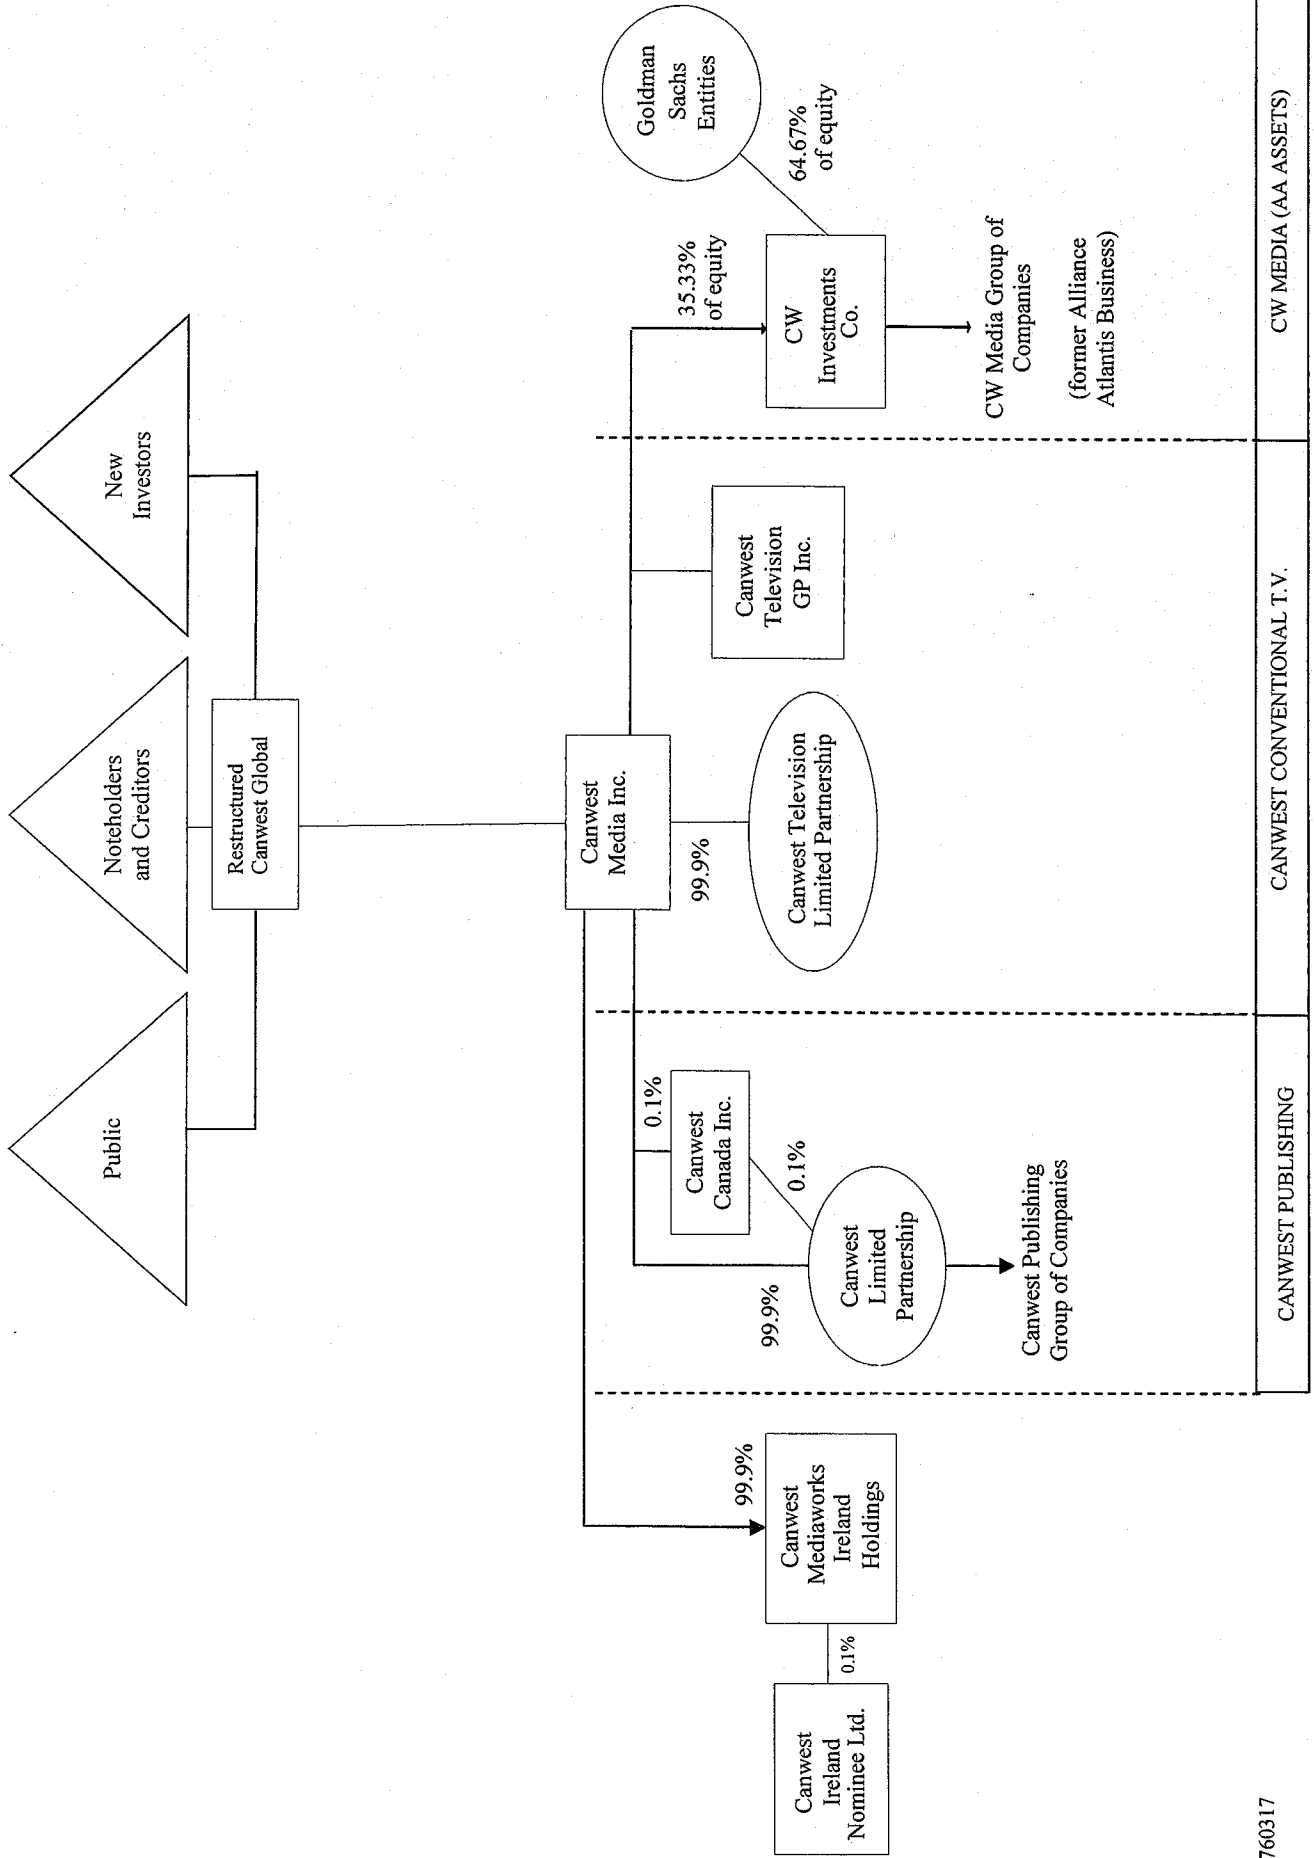 Public
Noteholders
and Creditors
New
Investors
Restructured
Canwest Global
Canwest
Media Inc.
99.9%
Canwest
Ireland
Nominee Ltd.
0.1%
Canwest
Mediaworks
Ireland
Holdings
0.1%
Canwest
Canada Inc.
0.1%
99.9%
Canwest
Limited
Partnership
Canwest Publishing
Group of Companies
99.9%
Canwest Television
Limited Partnership
Canwest
Television
GP Inc.
35.33%
of equity
CW
Investments
Co.
64.67%
of equity
Goldman
Sachs
Entities
CW Media Group of
Companies
(former Alliance
Atlantis Business)
CANWEST PUBLISHING
CANWEST CONVENTIONAL T.V.
CW MEDIA (AA ASSETS)
760317